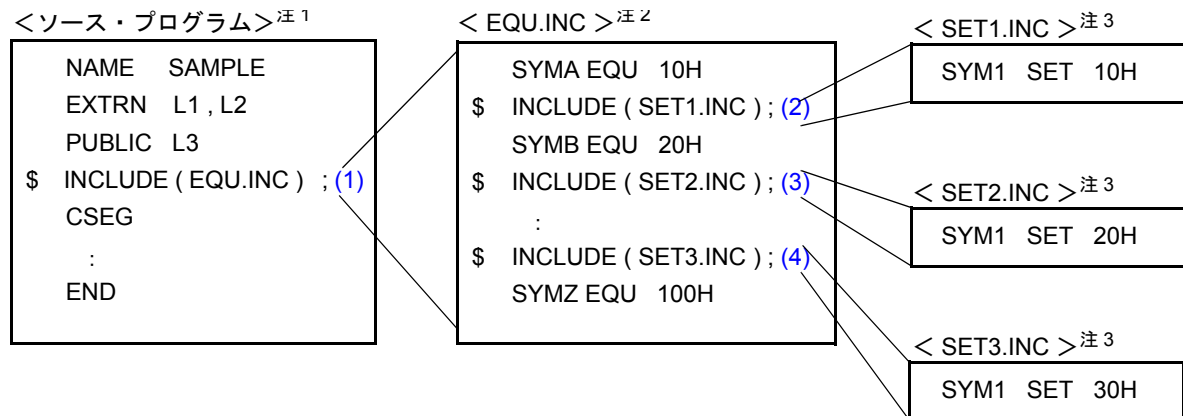 ＜ソース・プログラム＞注 1
NAME SAMPLE
EXTRN L1 , L2
PUBLIC L3
$ INCLUDE ( EQU.INC ) ; (1)
CSEG
:
END
＜ EQU.INC ＞注 2
SYMA EQU 10H
$ INCLUDE ( SET1.INC ) ; (2)
SYMB EQU 20H
$ INCLUDE ( SET2.INC ) ; (3)
:
$ INCLUDE ( SET3.INC ) ; (4)
SYMZ EQU 100H
＜ SET1.INC ＞注 3
SYM1 SET 10H
＜ SET2.INC ＞注 3
SYM1 SET 20H
＜ SET3.INC ＞注 3
SYM1 SET 30H